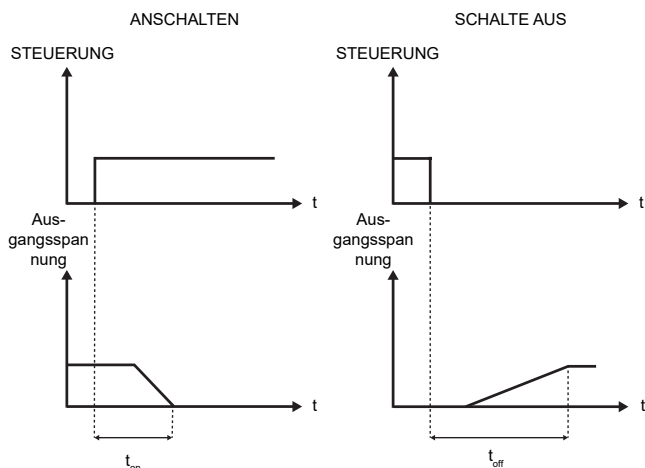 ANSCHALTEN
STEUERUNG
t
Aus-
gangsspan
nung
t
t_on
SCHALTE AUS
STEUERUNG
t
Aus-
gangsspan
nung
t
t_off